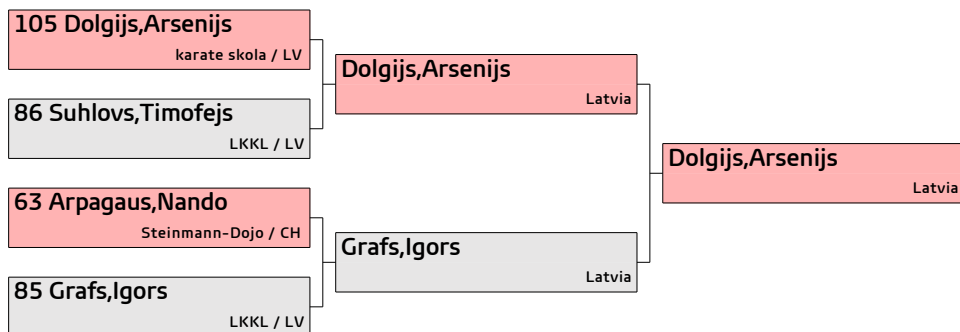 105 Dolgijs,Arsenijs
karate skola / LV
86 Suhlovs,Timofejs
LKKL / LV
63 Arpagaus,Nando
Steinmann-Dojo / CH
85 Grafs,Igors
LKKL / LV
Dolgijs,Arsenijs
Latvia
Grafs,Igors
Latvia
Dolgijs,Arsenijs
Latvia